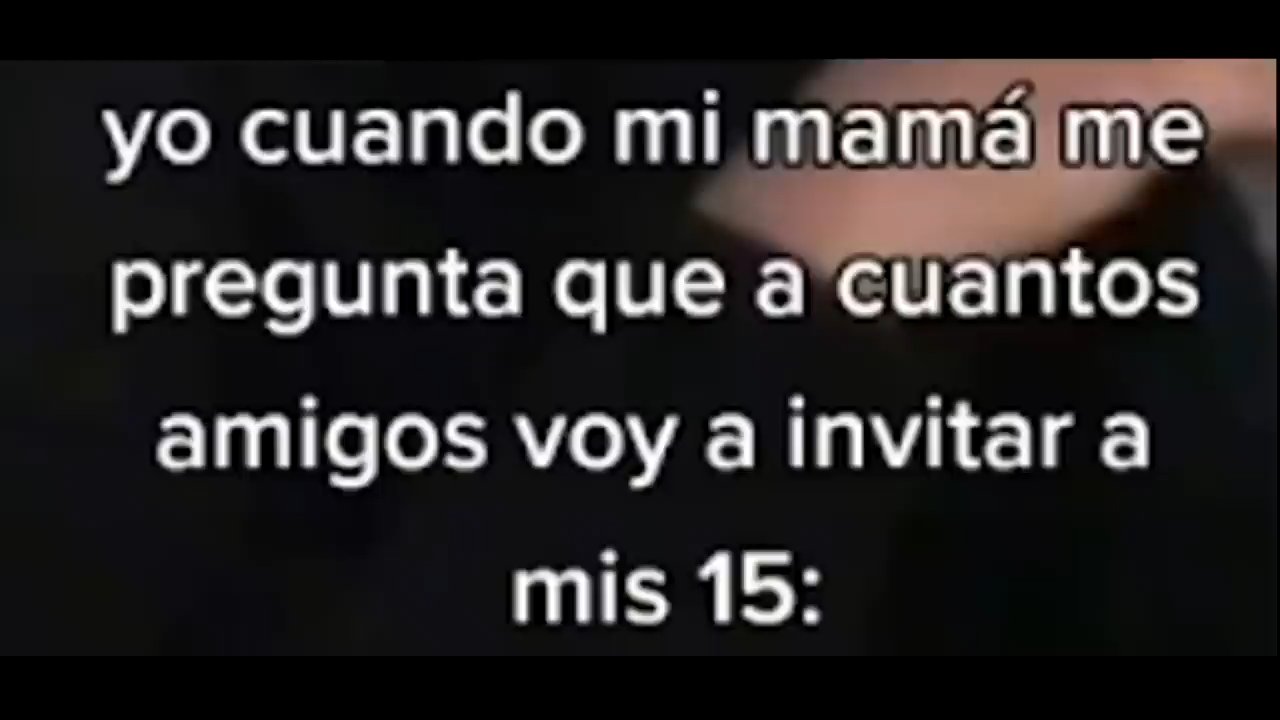 yo cuando mi mamá me
pregunta que a cuantos
amigos voy a invitar a
mis 15: